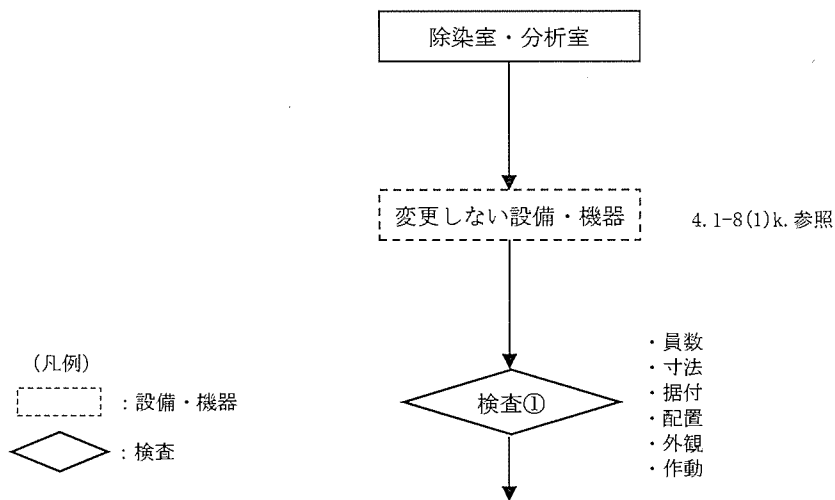 除染室・分析室
変更しない設備・機器
4.1-8(1)k.参照
検査①
・員数
・寸法
・据付
・配置
・外観
・作動
(凡例)
：設備・機器
：検査